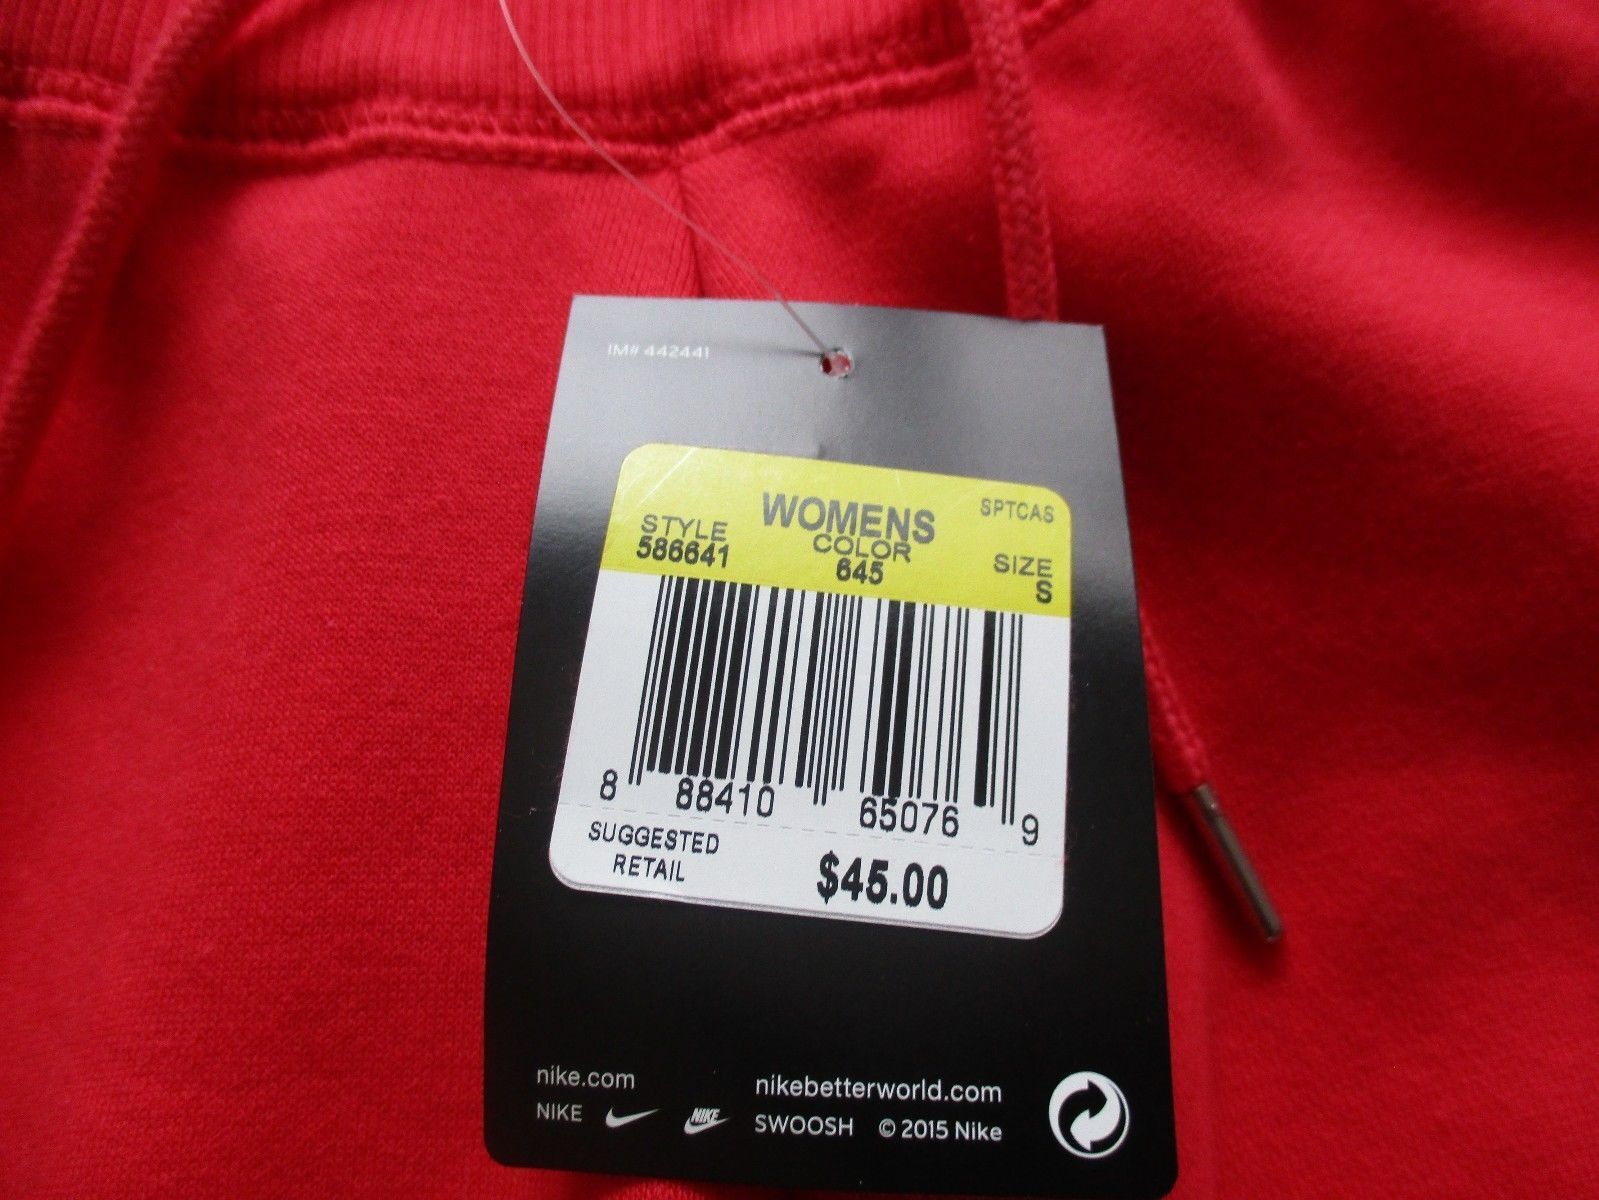 IM# 442441
WOMENS
SPTCAS
STYLE COLOR SIZE
586641 645 S
8 88410 65076 9
SUGGESTED
RETAIL
$45.00
nike.com nikebetterworld.com
NIKE NIKE SWOOSH © 2015 Nike